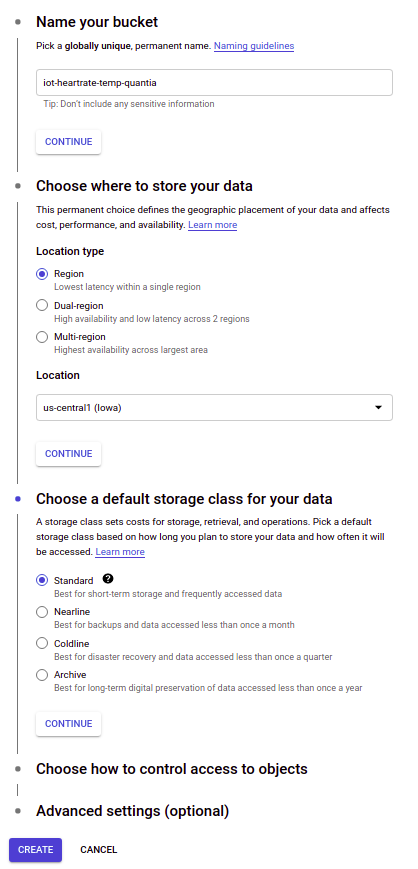 Name your bucket
Pick a globally unique, permanent name. Naming guidelines
iot-heartrate-temp-quantia
Tip: Don't include any sensitive information
CONTINUE
Choose where to store your data
This permanent choice defines the geographic placement of your data and affects
cost, performance, and availability. Learn more
Location type
Region
Lowest latency within a single region
Dual-region
High availability and low latency across 2 regions
Multi-region
Highest availability across largest area
Location
us-central1 (Iowa)
CONTINUE
Choose a default storage class for your data
A storage class sets costs for storage, retrieval, and operations. Pick a default
storage class based on how long you plan to store your data and how often it will
be accessed. Learn more
Standard ?
Best for short-term storage and frequently accessed data
Nearline
Best for backups and data accessed less than once a month
Coldline
Best for disaster recovery and data accessed less than once a quarter
Archive
Best for long-term digital preservation of data accessed less than once a year
CONTINUE
Choose how to control access to objects
Advanced settings (optional)
CREATE CANCEL